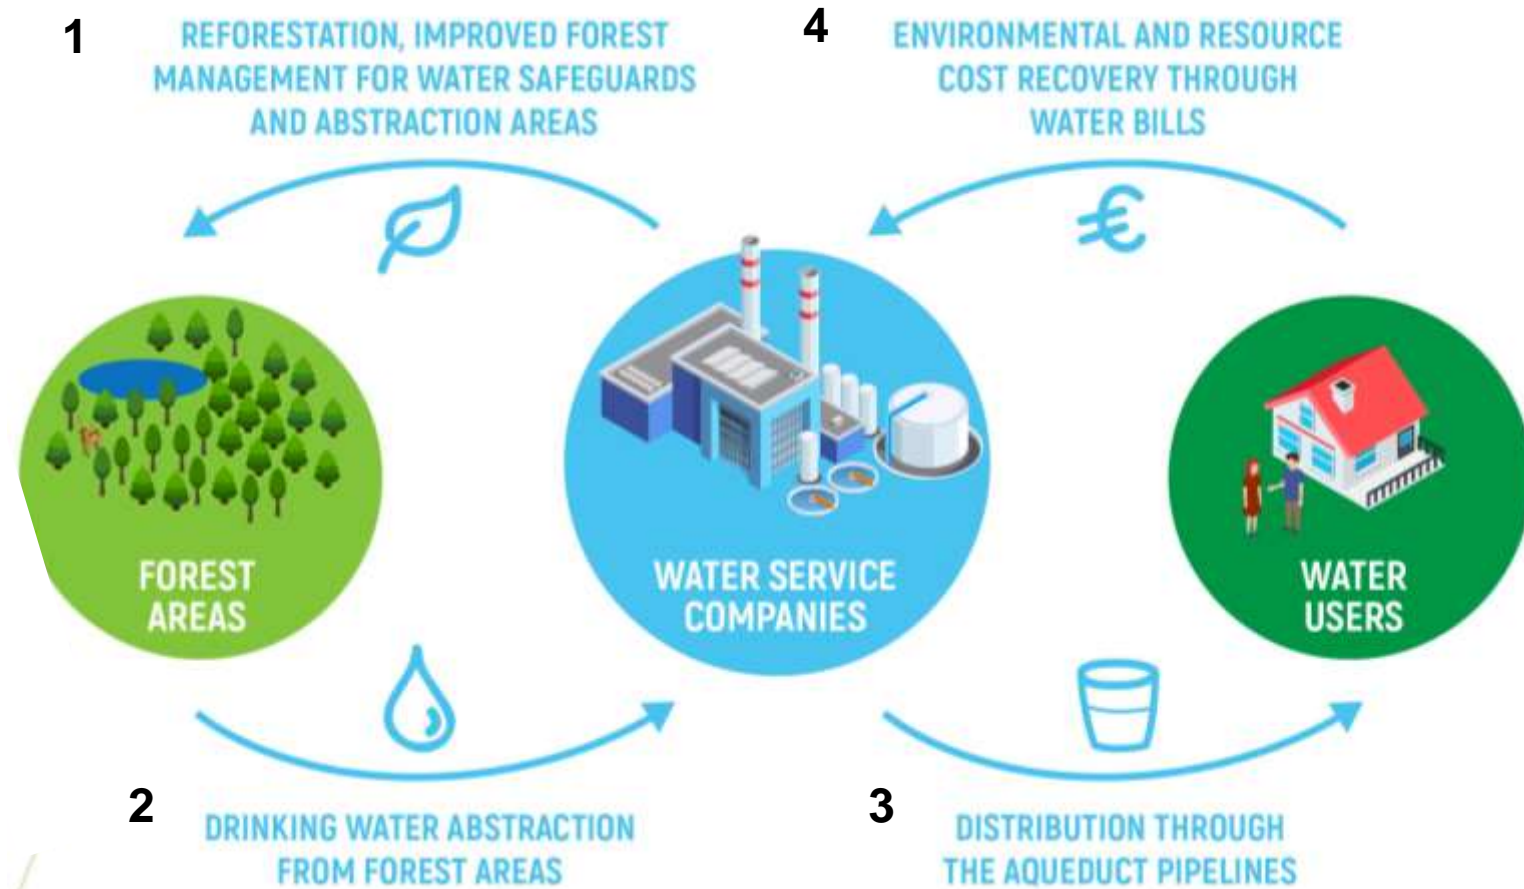 1
REFORESTATION, IMPROVED FOREST
MANAGEMENT FOR WATER SAFEGUARDS
AND ABSTRACTION AREAS
4
ENVIRONMENTAL AND RESOURCE
COST RECOVERY THROUGH
WATER BILLS
€
FOREST
AREAS
WATER SERVICE
COMPANIES
WATER
USERS
2
DRINKING WATER ABSTRACTION
FROM FOREST AREAS
3
DISTRIBUTION THROUGH
THE AQUEDUCT PIPELINES